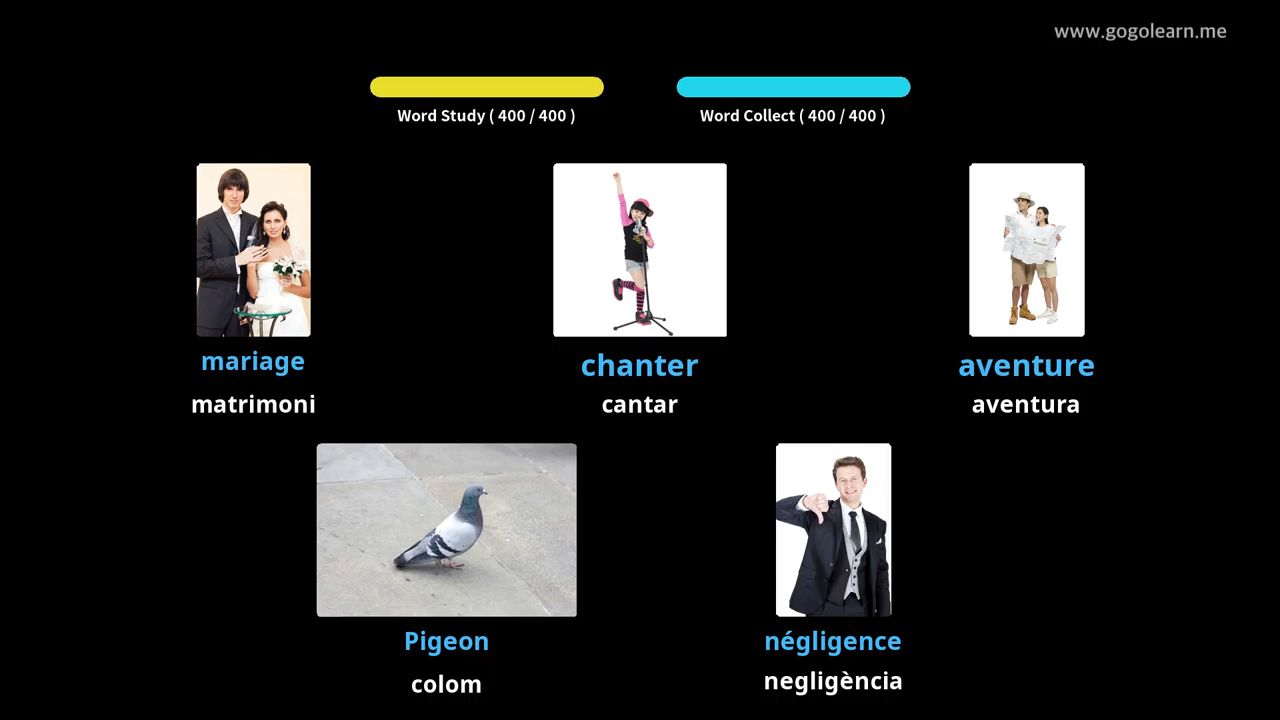 www.gogolearn.me
Word Study ( 400 / 400 )
Word Collect ( 400 / 400 )
mariage
matrimoni
chanter
cantar
aventure
aventura
Pigeon
colom
négligence
negligència